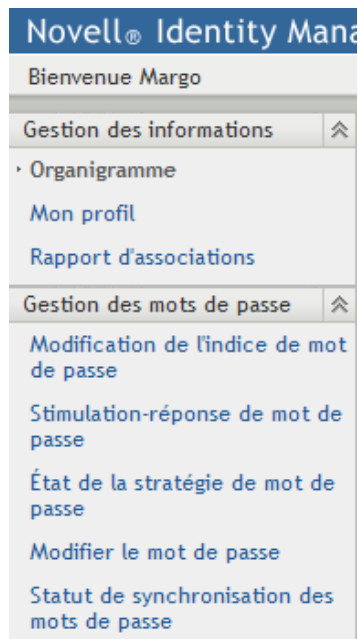 Novell® Identity Mana
Bienvenue Margo
Gestion des informations
Organigramme
Mon profil
Rapport d'associations
Gestion des mots de passe
Modification de l'indice de mot
de passe
Stimulation-réponse de mot de
passe
État de la stratégie de mot de
passe
Modifier le mot de passe
Statut de synchronisation des
mots de passe